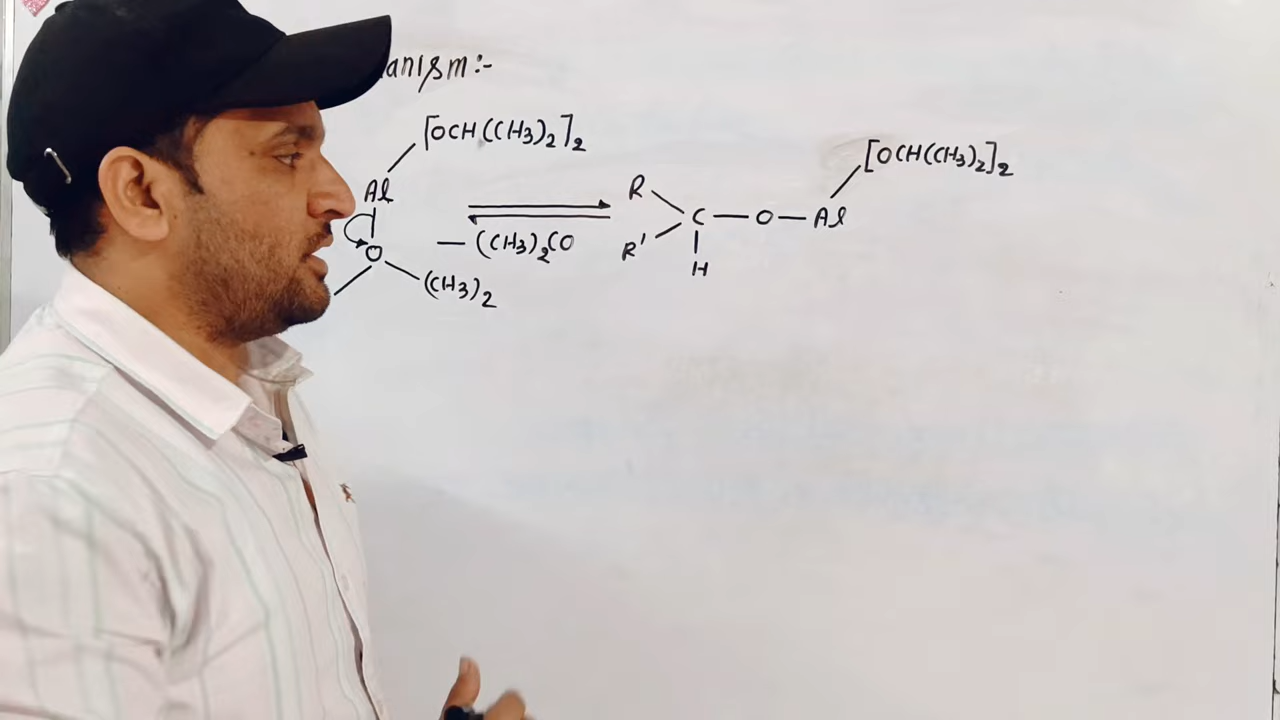 anism:-
[OCH(CH3)2]2
Al
O
(CH3)2
— (CH3)2CO
R
R'
C — O — Al
H
[OCH(CH3)2]2